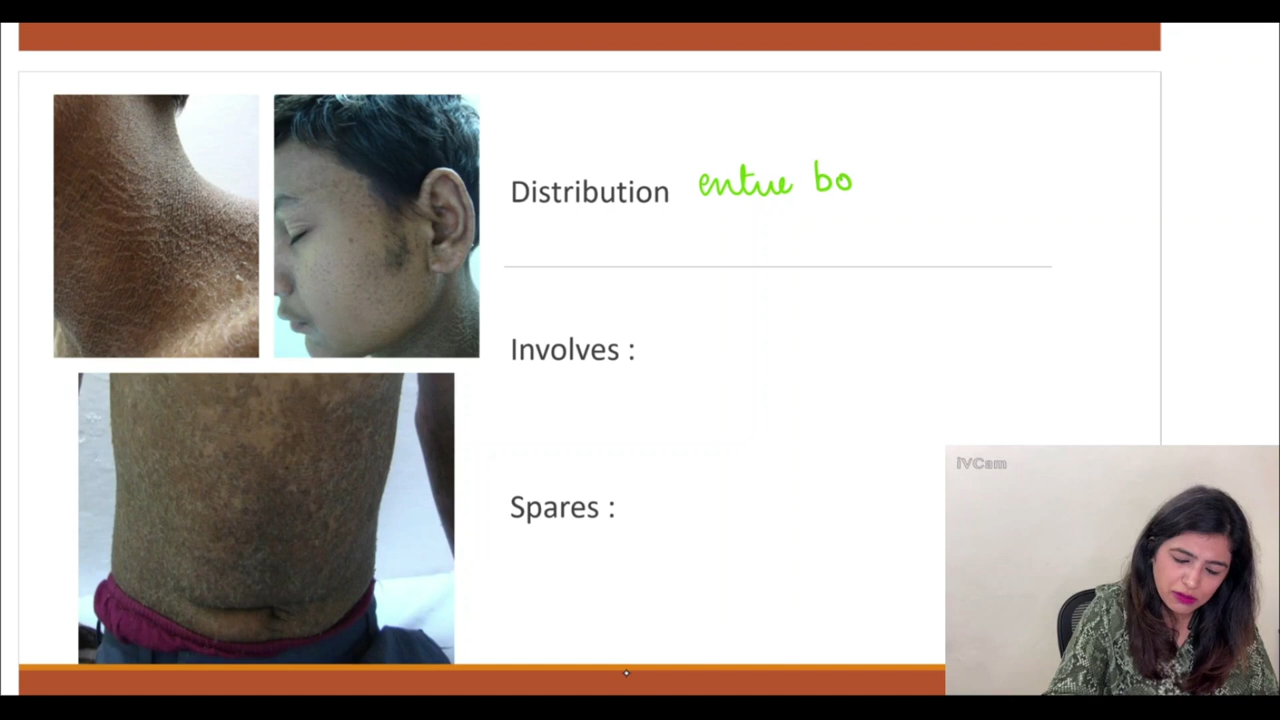 Distribution entire bo
Involves :
Spares :
iVCam